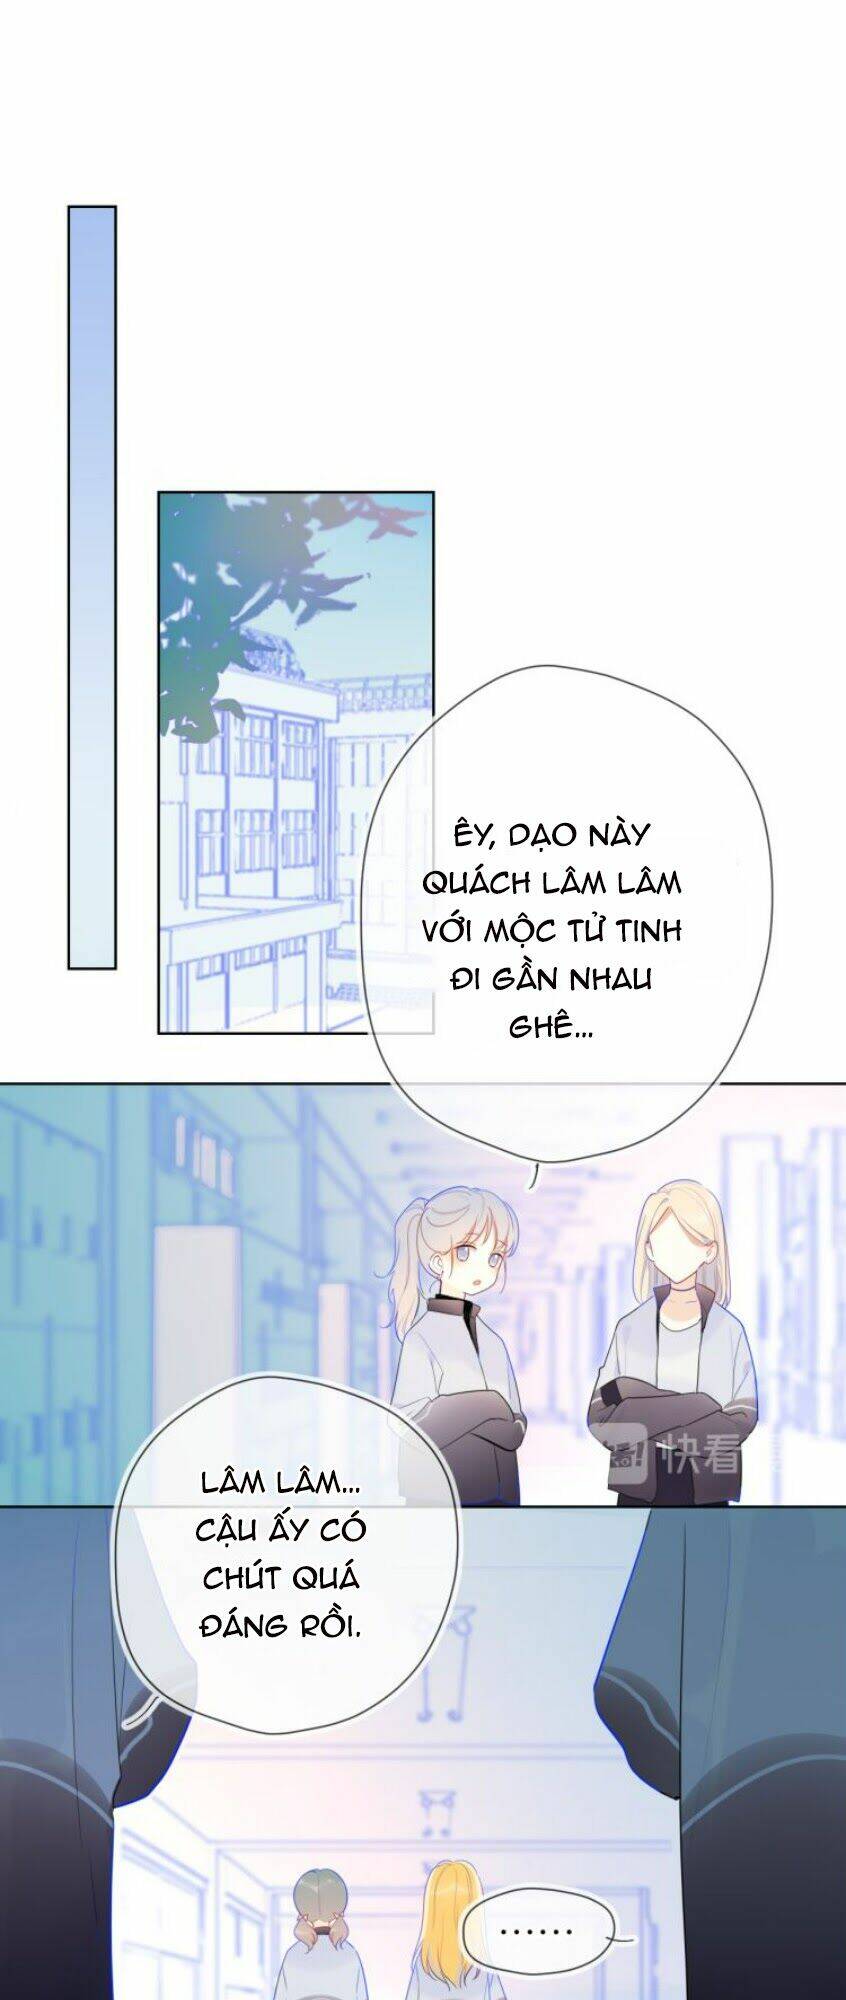 ÊY, DẠO NÀY
QUÁCH LÂM LÂM
VỚI MỘC TỬ TINH
ĐI GẦN NHAU
GHÊ...
快看
LÂM LÂM...
CẬU ẤY CÓ
CHÚT QUÁ
ĐÁNG RỒI.
......